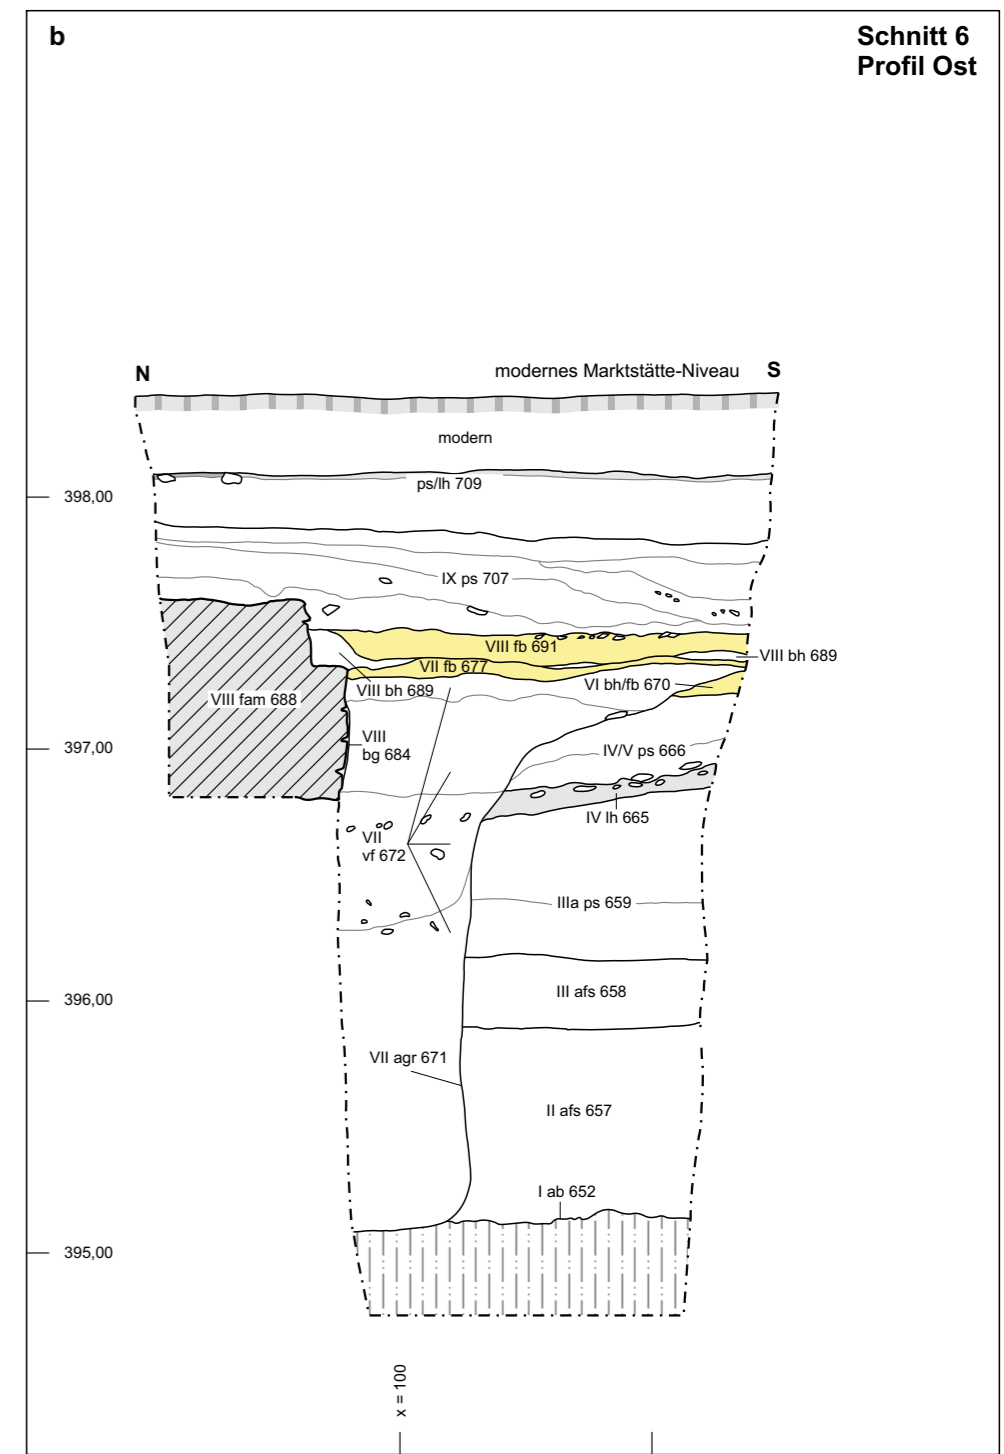 b
Schnitt 6
Profil Ost
N
modernes Marktstätte-Niveau
S
modern
ps/lh 709
398,00
IX ps 707
VIII fb 691
VIII bh 689
VII fb 677
VI bh/fb 670
VIII bh 689
VIII fam 688
VIII
bg 684
397,00
IV/V ps 666
IV lh 665
VII
vf 672
IIIa ps 659
III afs 658
396,00
VII agr 671
II afs 657
I ab 652
395,00
x = 100